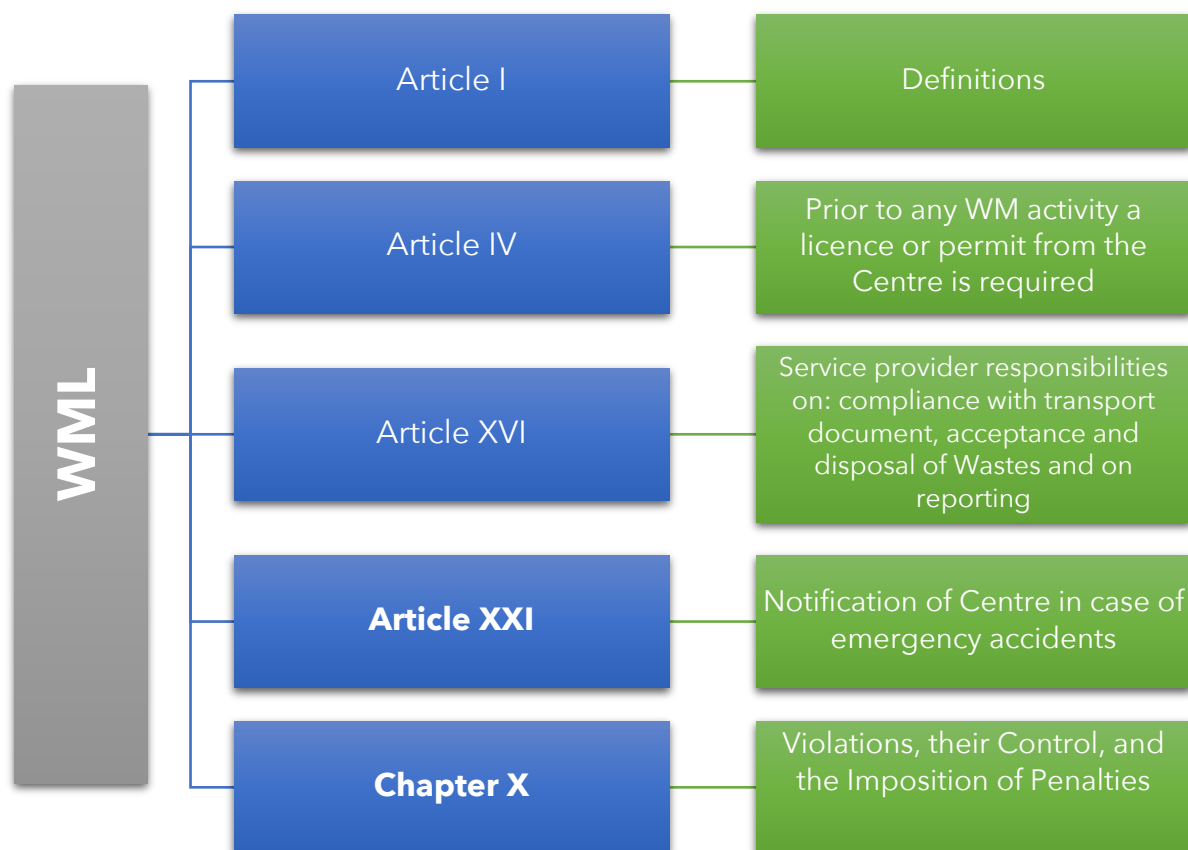 WML
Article I
Definitions
Article IV
Prior to any WM activity a
licence or permit from the
Centre is required
Article XVI
Service provider responsibilities
on: compliance with transport
document, acceptance and
disposal of Wastes and on
reporting
Article XXI
Notification of Centre in case of
emergency accidents
Chapter X
Violations, their Control, and
the Imposition of Penalties